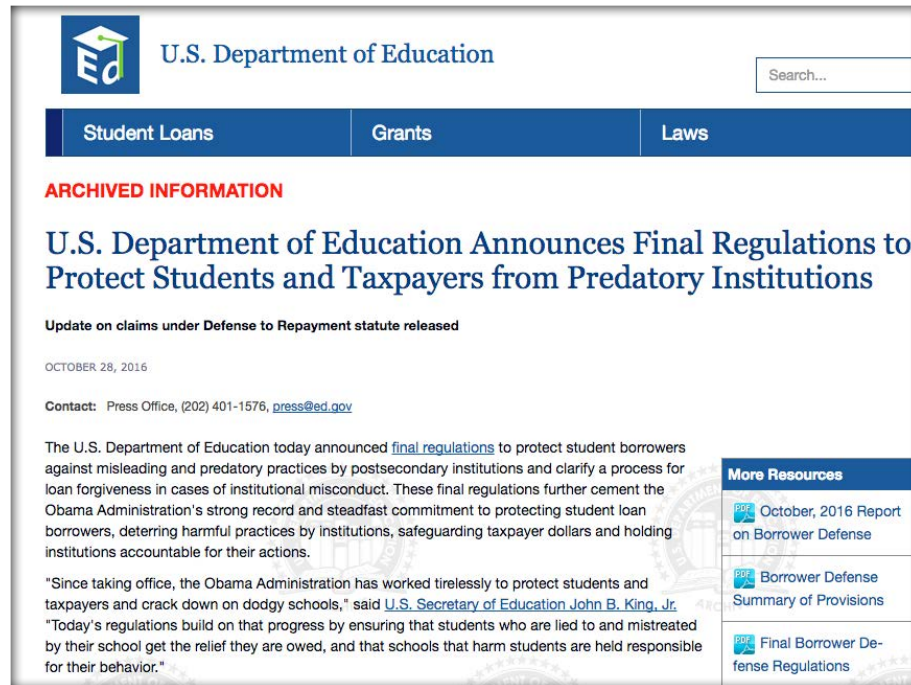 Ed
U.S. Department of Education
Search...
Student Loans
Grants
Laws
ARCHIVED INFORMATION
U.S. Department of Education Announces Final Regulations to
Protect Students and Taxpayers from Predatory Institutions
Update on claims under Defense to Repayment statute released
OCTOBER 28, 2016
Contact: Press Office, (202) 401-1576, press@ed.gov
The U.S. Department of Education today announced final regulations to protect student borrowers
against misleading and predatory practices by postsecondary institutions and clarify a process for
loan forgiveness in cases of institutional misconduct. These final regulations further cement the
Obama Administration's strong record and steadfast commitment to protecting student loan
borrowers, deterring harmful practices by institutions, safeguarding taxpayer dollars and holding
institutions accountable for their actions.
"Since taking office, the Obama Administration has worked tirelessly to protect students and
taxpayers and crack down on dodgy schools," said U.S. Secretary of Education John B. King, Jr.
"Today's regulations build on that progress by ensuring that students who are lied to and mistreated
by their school get the relief they are owed, and that schools that harm students are held responsible
for their behavior."
More Resources
PDF October, 2016 Report
on Borrower Defense
PDF Borrower Defense
Summary of Provisions
PDF Final Borrower De-
fense Regulations